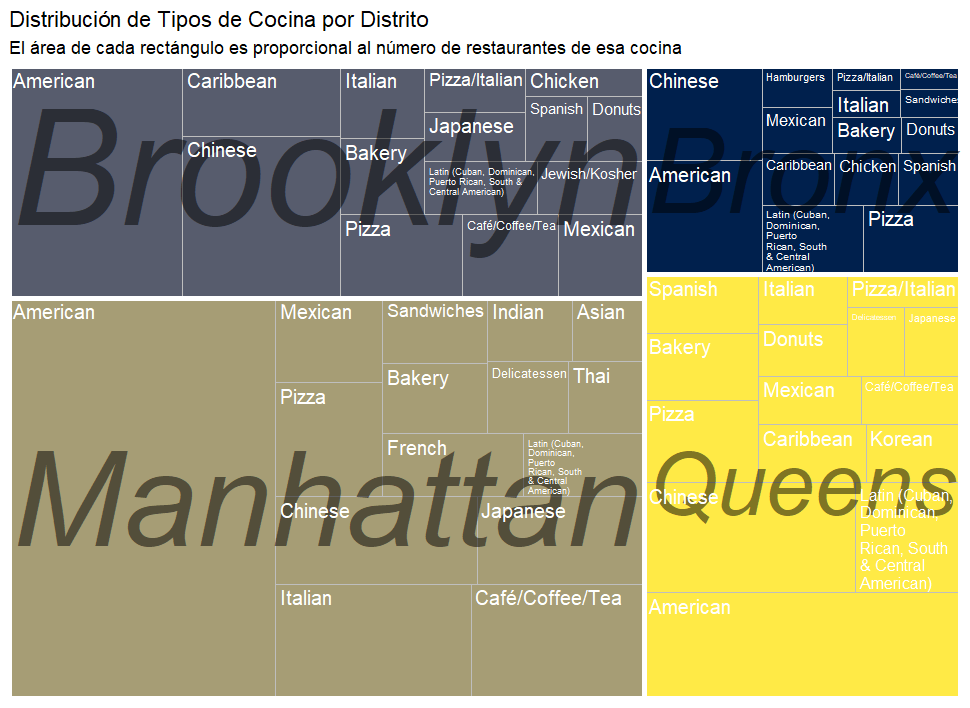 Distribución de Tipos de Cocina por Distrito
El área de cada rectángulo es proporcional al número de restaurantes de esa cocina
Brooklyn
American
Caribbean
Chinese
Italian
Bakery
Pizza
Pizza/Italian
Japanese
Latin (Cuban, Dominican,
Puerto Rican, South &
Central American)
Café/Coffee/Tea
Chicken
Spanish
Donuts
Jewish/Kosher
Mexican
Bronx
Chinese
American
Hamburgers
Mexican
Pizza/Italian
Café/Coffee/Tea
Italian
Sandwiches
Bakery
Donuts
Caribbean
Chicken
Spanish
Latin (Cuban,
Dominican,
Puerto
Rican, South
& Central
American)
Pizza
Manhattan
American
Mexican
Pizza
Sandwiches
Bakery
French
Indian
Asian
Delicatessen
Thai
Latin (Cuban,
Dominican,
Puerto
Rican, South
& Central
American)
Chinese
Japanese
Italian
Café/Coffee/Tea
Queens
Spanish
Bakery
Pizza
Italian
Donuts
Pizza/Italian
Delicatessen
Japanese
Mexican
Café/Coffee/Tea
Caribbean
Korean
Chinese
Latin (Cuban,
Dominican,
Puerto
Rican, South
& Central
American)
American